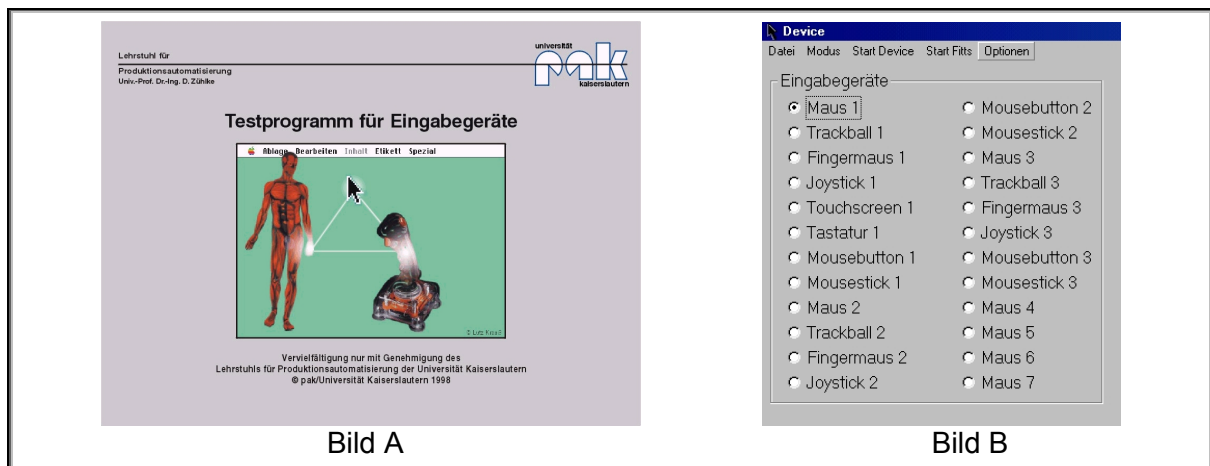 Lehrstuhl für
Produktionsautomatisierung
Univ.-Prof. Dr.-Ing. D. Zühlke
universität
pak
kaiserslautern
Testprogramm für Eingabegeräte
Ablage Bearbeiten Inhalt Etikett Spezial
© Lutz Krauß
Vervielfältigung nur mit Genehmigung des
Lehrstuhls für Produktionsautomatisierung der Universität Kaiserslautern
© pak/Universität Kaiserslautern 1998
Bild A
Device
Datei Modus Start Device Start Fitts Optionen
Eingabegeräte
Maus 1
Trackball 1
Fingermaus 1
Joystick 1
Touchscreen 1
Tastatur 1
Mousebutton 1
Mousestick 1
Maus 2
Trackball 2
Fingermaus 2
Joystick 2
Mousebutton 2
Mousestick 2
Maus 3
Trackball 3
Fingermaus 3
Joystick 3
Mousebutton 3
Mousestick 3
Maus 4
Maus 5
Maus 6
Maus 7
Bild B